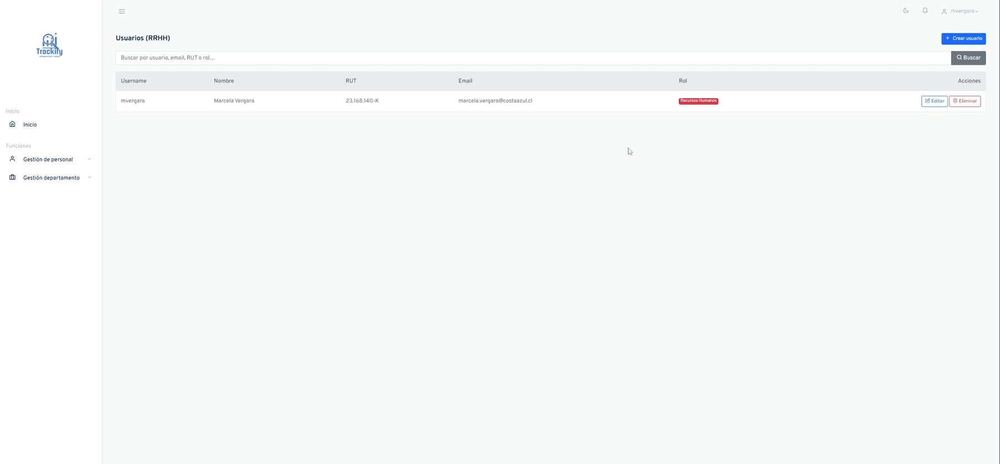 mvergara
Trackify
Usuarios (RRHH)
+ Crear usuario
Buscar por usuario, email, RUT o rol...
Buscar
Username Nombre RUT Email Rol Acciones
mvergara Marcela Vergara 23.168.140-K marcela.vergara@costaazul.cl Recursos Humanos Editar Eliminar
Inicio
Inicio
Funciones
Gestión de personal
Gestión departamento